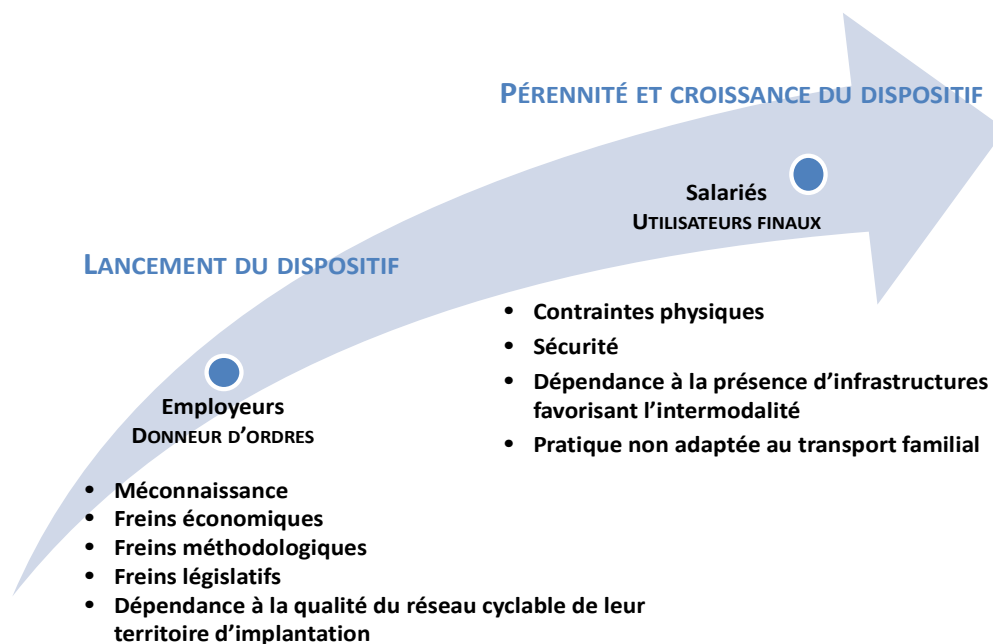 PÉRENNITÉ ET CROISSANCE DU DISPOSITIF
Salariés
UTILISATEURS FINAUX
LANCEMENT DU DISPOSITIF
• Contraintes physiques
• Sécurité
• Dépendance à la présence d’infrastructures
favorisant l’intermodalité
• Pratique non adaptée au transport familial
Employeurs
DONNEUR D’ORDRES
• Méconnaissance
• Freins économiques
• Freins méthodologiques
• Freins législatifs
• Dépendance à la qualité du réseau cyclable de leur
territoire d’implantation